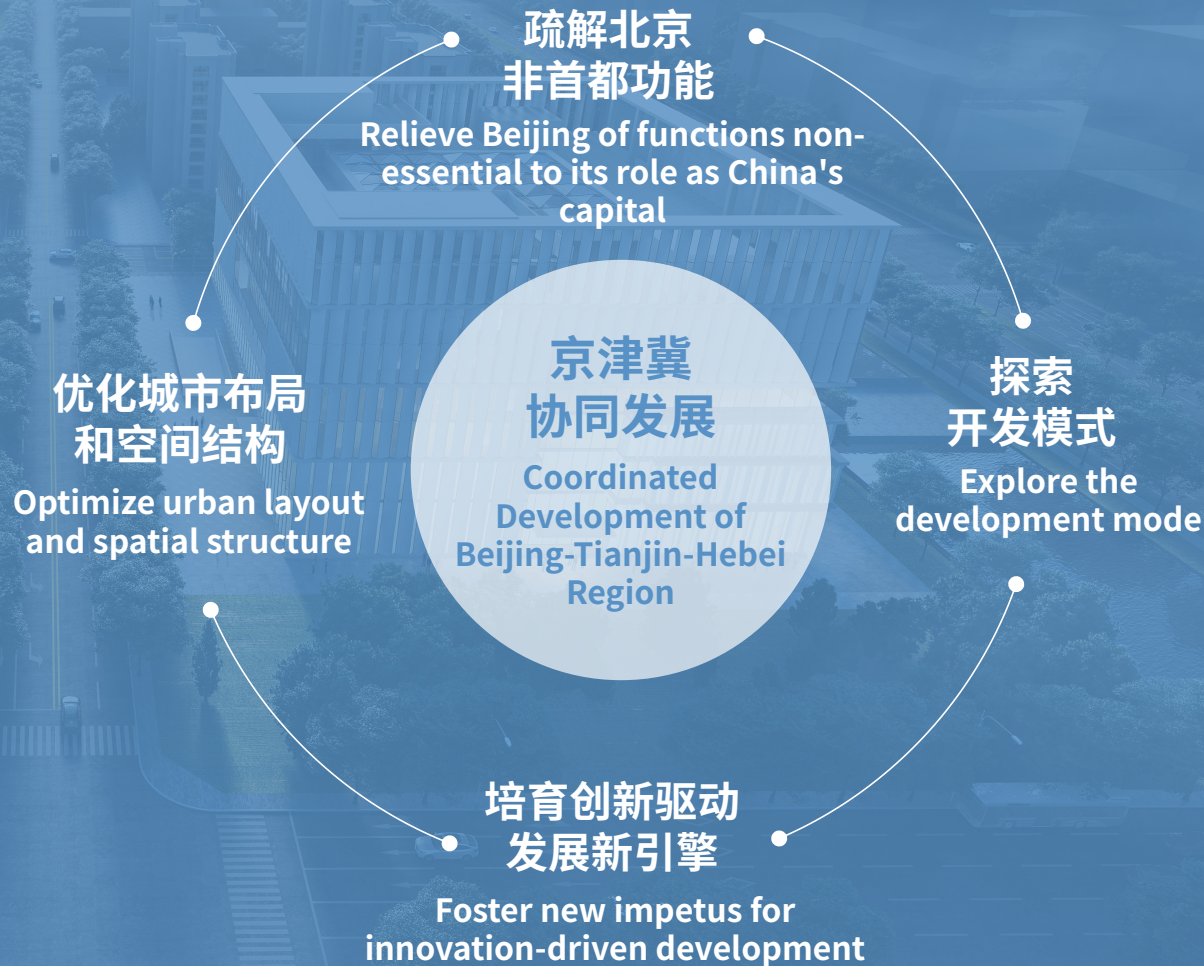 疏解北京
非首都功能
Relieve Beijing of functions non-
essential to its role as China's
capital
优化城市布局
和空间结构
Optimize urban layout
and spatial structure
京津冀
协同发展
Coordinated
Development of
Beijing-Tianjin-Hebei
Region
探索
开发模式
Explore the
development mode
培育创新驱动
发展新引擎
Foster new impetus for
innovation-driven development